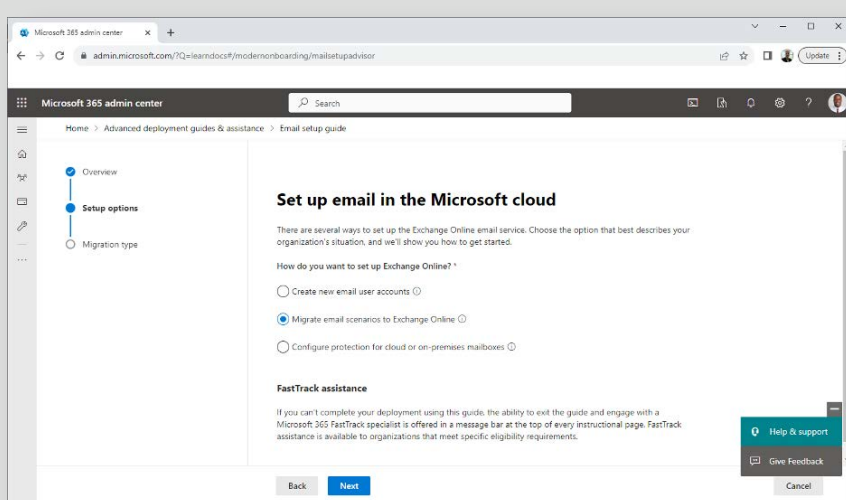 Microsoft 365 admin center
admin.microsoft.com/?Q=learndocs#/modernonboarding/mailsetupadvisor
Update
Microsoft 365 admin center
Search
Home > Advanced deployment guides & assistance > Email setup guide
Overview
Setup options
Migration type
Set up email in the Microsoft cloud
There are several ways to set up the Exchange Online email service. Choose the option that best describes your
organization's situation, and we'll show you how to get started.
How do you want to set up Exchange Online? *
Create new email user accounts
Migrate email scenarios to Exchange Online
Configure protection for cloud or on-premises mailboxes
FastTrack assistance
If you can't complete your deployment using this guide, the ability to exit the guide and engage with a
Microsoft 365 FastTrack specialist is offered in a message bar at the top of every instructional page. FastTrack
assistance is available to organizations that meet specific eligibility requirements.
Help & support
Give Feedback
Back
Next
Cancel